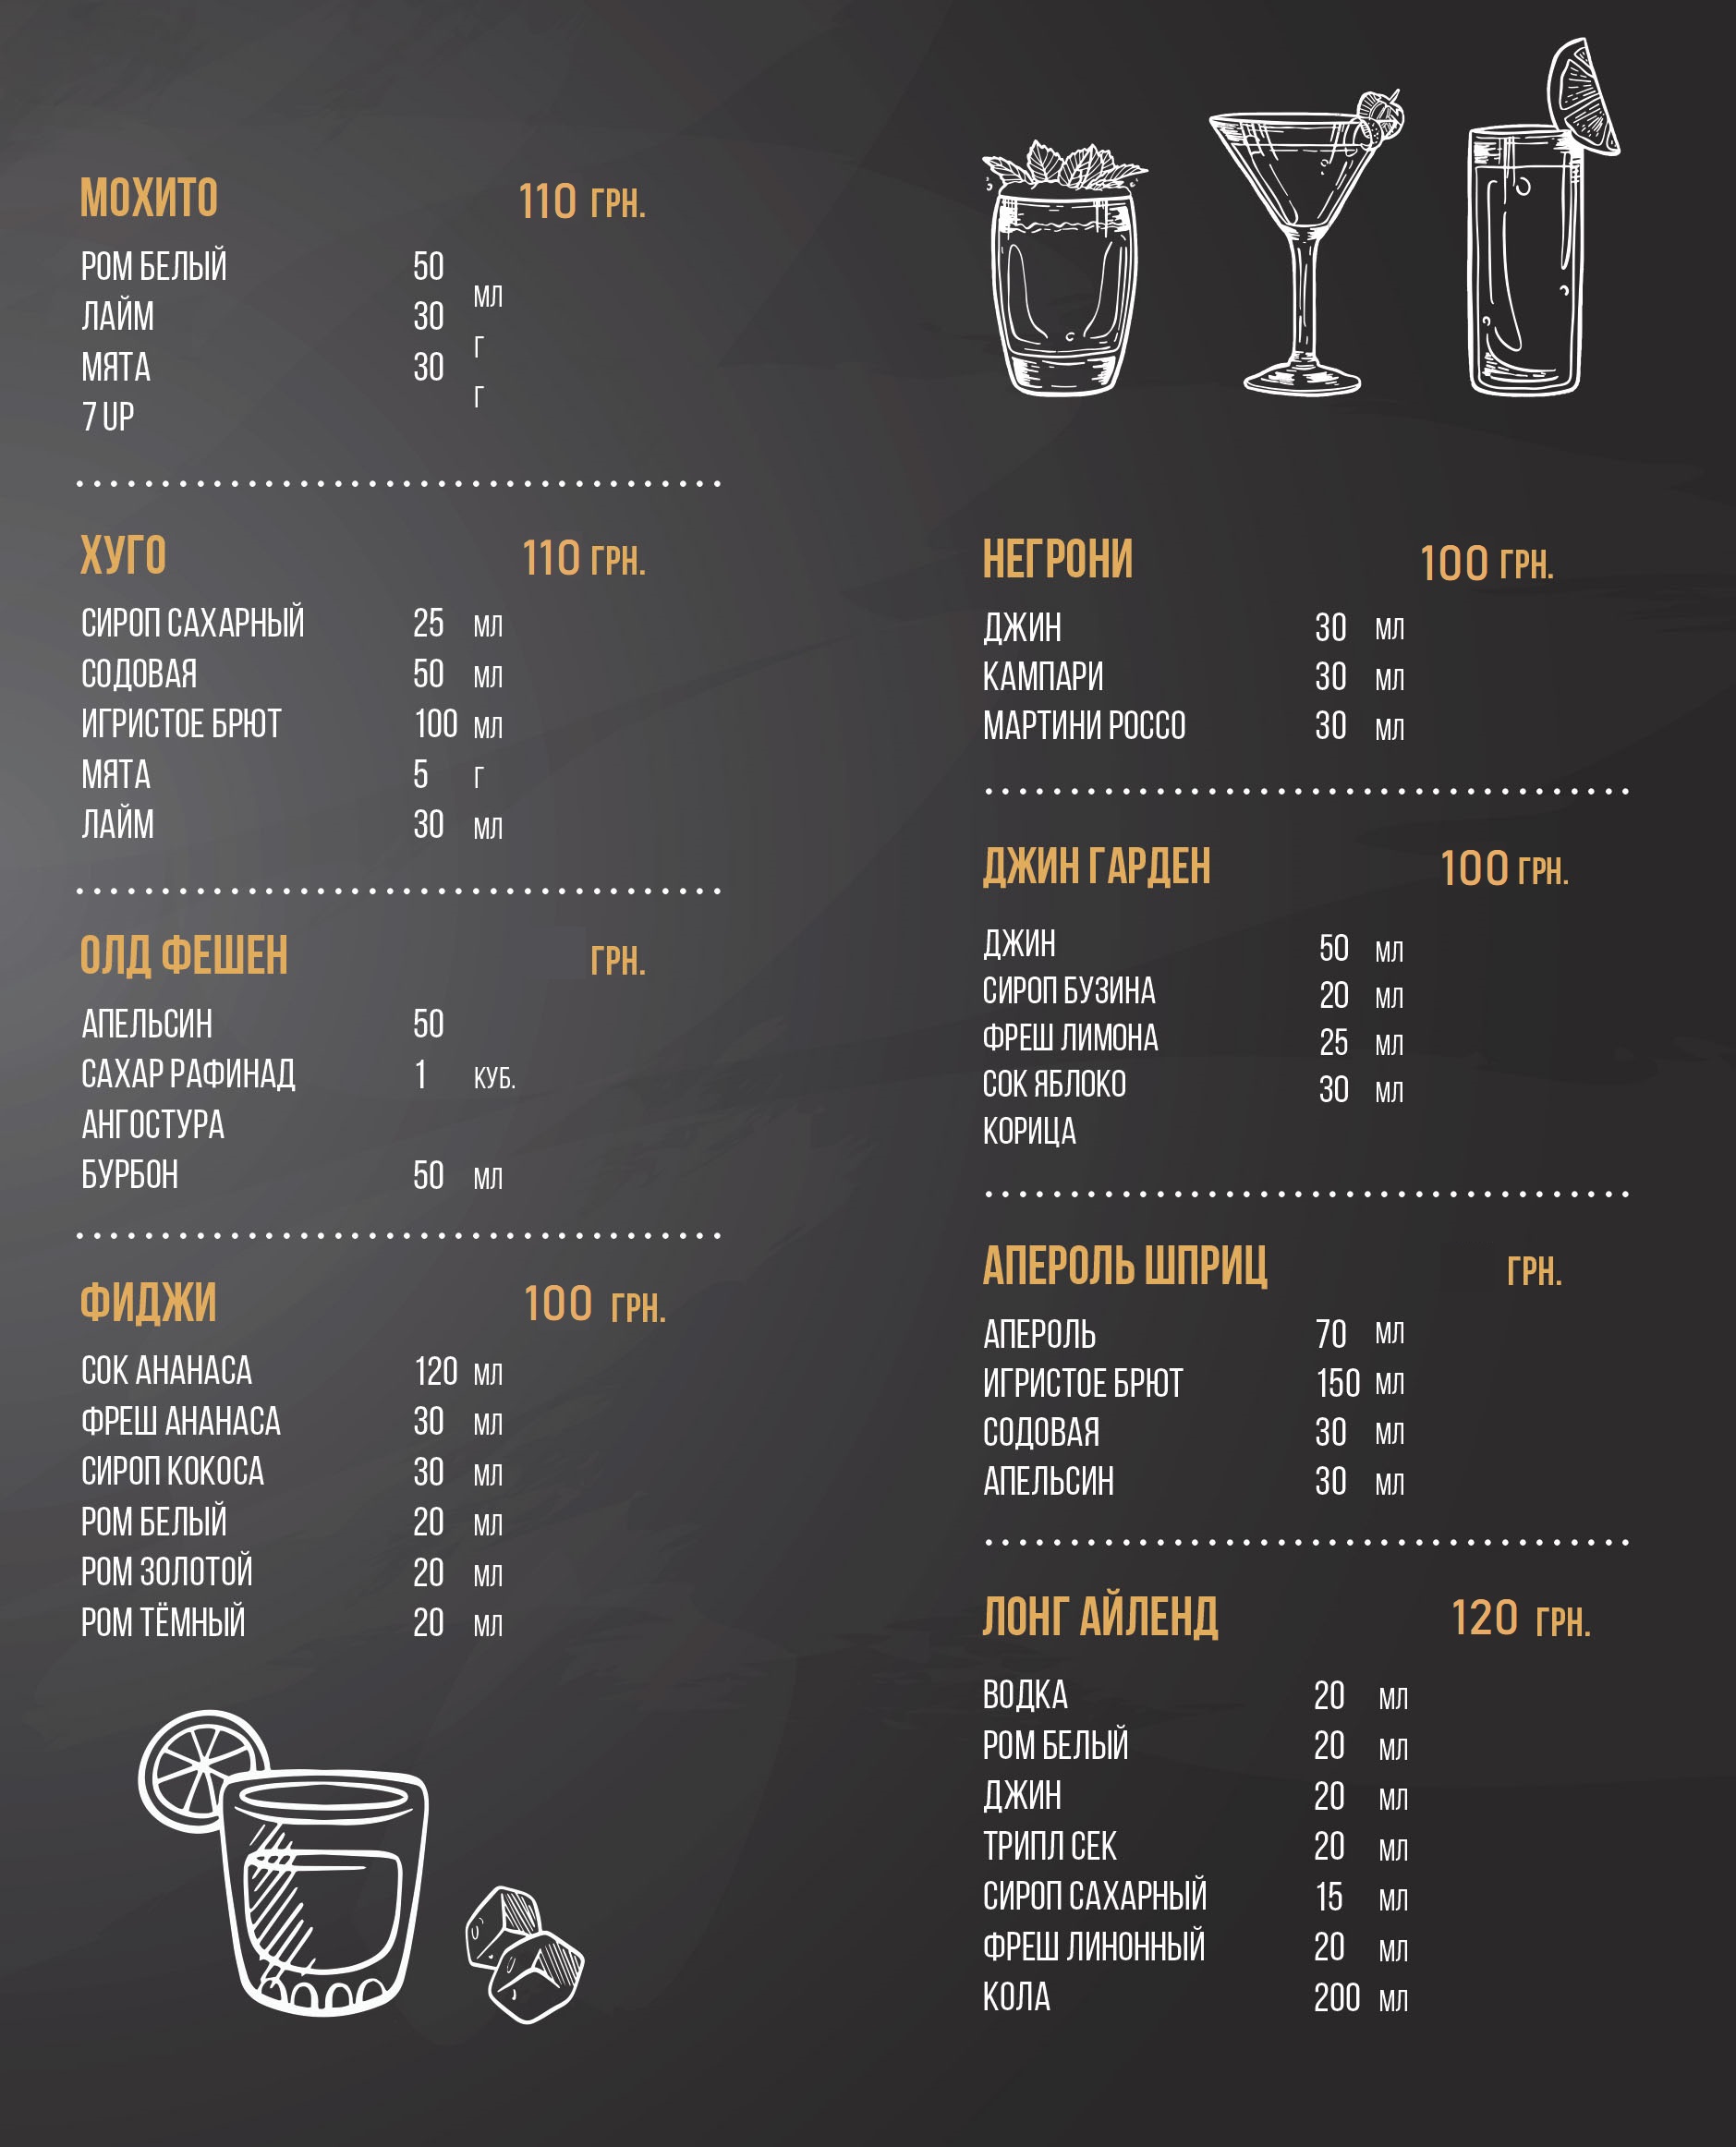 МОХИТО 110 ГРН.
РОМ БЕЛЫЙ 50 МЛ
ЛАЙМ 30 Г
МЯТА 30 Г
7 UP
ХУГО 110 ГРН.
СИРОП САХАРНЫЙ 25 МЛ
СОДОВАЯ 50 МЛ
ИГРИСТОЕ БРЮТ 100 МЛ
МЯТА 5 Г
ЛАЙМ 30 МЛ
ОЛД ФЕШЕН ГРН.
АПЕЛЬСИН 50
САХАР РАФИНАД 1 КУБ.
АНГОСТУРА
БУРБОН 50 МЛ
ФИДЖИ 100 ГРН.
СОК АНАНАСА 120 МЛ
ФРЕШ АНАНАСА 30 МЛ
СИРОП КОКОСА 30 МЛ
РОМ БЕЛЫЙ 20 МЛ
РОМ ЗОЛОТОЙ 20 МЛ
РОМ ТЁМНЫЙ 20 МЛ
НЕГРОНИ 100 ГРН.
ДЖИН 30 МЛ
КАМПАРИ 30 МЛ
МАРТИНИ РОССО 30 МЛ
ДЖИН ГАРДЕН 100 ГРН.
ДЖИН 50 МЛ
СИРОП БУЗИНА 20 МЛ
ФРЕШ ЛИМОНА 25 МЛ
СОК ЯБЛОКО 30 МЛ
КОРИЦА
АПЕРОЛЬ ШПРИЦ ГРН.
АПЕРОЛЬ 70 МЛ
ИГРИСТОЕ БРЮТ 150 МЛ
СОДОВАЯ 30 МЛ
АПЕЛЬСИН 30 МЛ
ЛОНГ АЙЛЕНД 120 ГРН.
ВОДКА 20 МЛ
РОМ БЕЛЫЙ 20 МЛ
ДЖИН 20 МЛ
ТРИПЛ СЕК 20 МЛ
СИРОП САХАРНЫЙ 15 МЛ
ФРЕШ ЛИНОННЫЙ 20 МЛ
КОЛА 200 МЛ